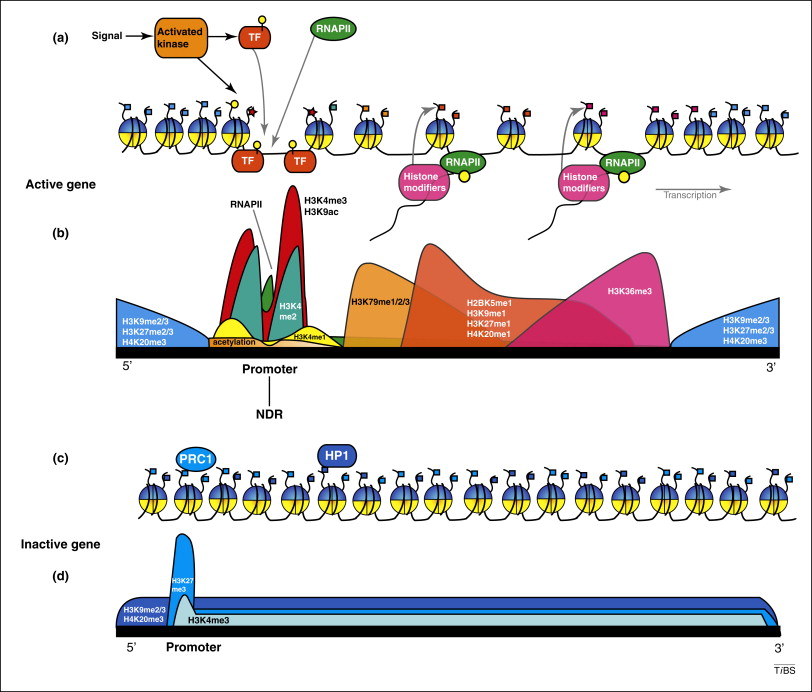 (a)
Signal
Activated
kinase
TF
RNAPII
TF
TF
Histone
modifiers
RNAPII
Histone
modifiers
RNAPII
Transcription
Active gene
(b)
RNAPII
H3K4me3
H3K9ac
H3K4
me2
H3K79me1/2/3
H2BK5me1
H3K9me1
H3K27me1
H4K20me1
H3K36me3
H3K9me2/3
H3K27me2/3
H4K20me3
acetylation
H3K4me1
H3K9me2/3
H3K27me2/3
H4K20me3
5'
Promoter
3'
NDR
(c)
PRC1
HP1
Inactive gene
(d)
H3K27
me3
H3K9me2/3
H4K20me3
H3K4me3
5'
Promoter
3'
TiBS